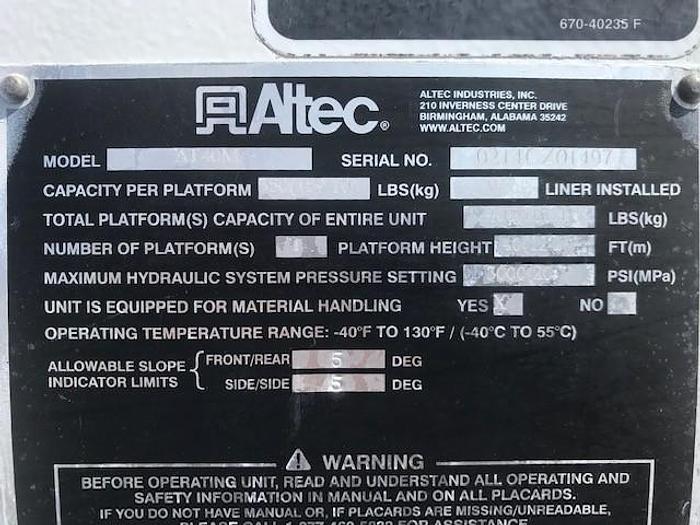 670-40235 F
Altec®
ALTEC INDUSTRIES, INC.
210 INVERNESS CENTER DRIVE
BIRMINGHAM, ALABAMA 35242
WWW.ALTEC.COM
MODEL AT40M SERIAL NO.
CAPACITY PER PLATFORM LBS(kg) LINER INSTALLED
TOTAL PLATFORM(S) CAPACITY OF ENTIRE UNIT LBS(kg)
NUMBER OF PLATFORM(S) PLATFORM HEIGHT FT(m)
MAXIMUM HYDRAULIC SYSTEM PRESSURE SETTING PSI(MPa)
UNIT IS EQUIPPED FOR MATERIAL HANDLING YES X NO
OPERATING TEMPERATURE RANGE: -40°F TO 130°F / (-40°C TO 55°C)
ALLOWABLE SLOPE INDICATOR LIMITS { FRONT/REAR 5 DEG
SIDE/SIDE 5 DEG
⚠ WARNING
BEFORE OPERATING UNIT, READ AND UNDERSTAND ALL OPERATING AND
SAFETY INFORMATION IN MANUAL AND ON ALL PLACARDS.
IF YOU DO NOT HAVE MANUAL OR, IF PLACARDS ARE MISSING/UNREADABLE,
PLEASE CALL FOR ASSISTANCE